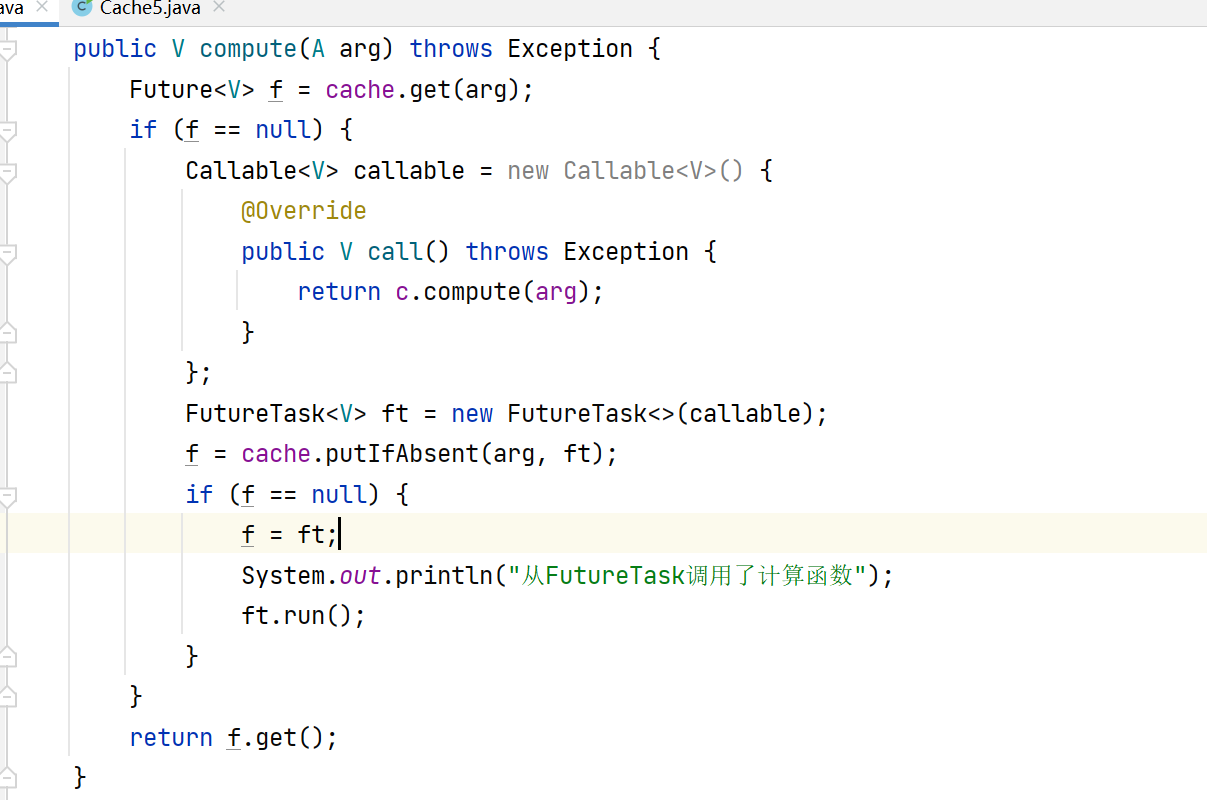 ava Cache5.java
public V compute(A arg) throws Exception {
Future<V> f = cache.get(arg);
if (f == null) {
Callable<V> callable = new Callable<V>() {
@Override
public V call() throws Exception {
return c.compute(arg);
}
};
FutureTask<V> ft = new FutureTask<>(callable);
f = cache.putIfAbsent(arg, ft);
if (f == null) {
f = ft;
System.out.println("从FutureTask调用了计算函数");
ft.run();
}
}
return f.get();
}